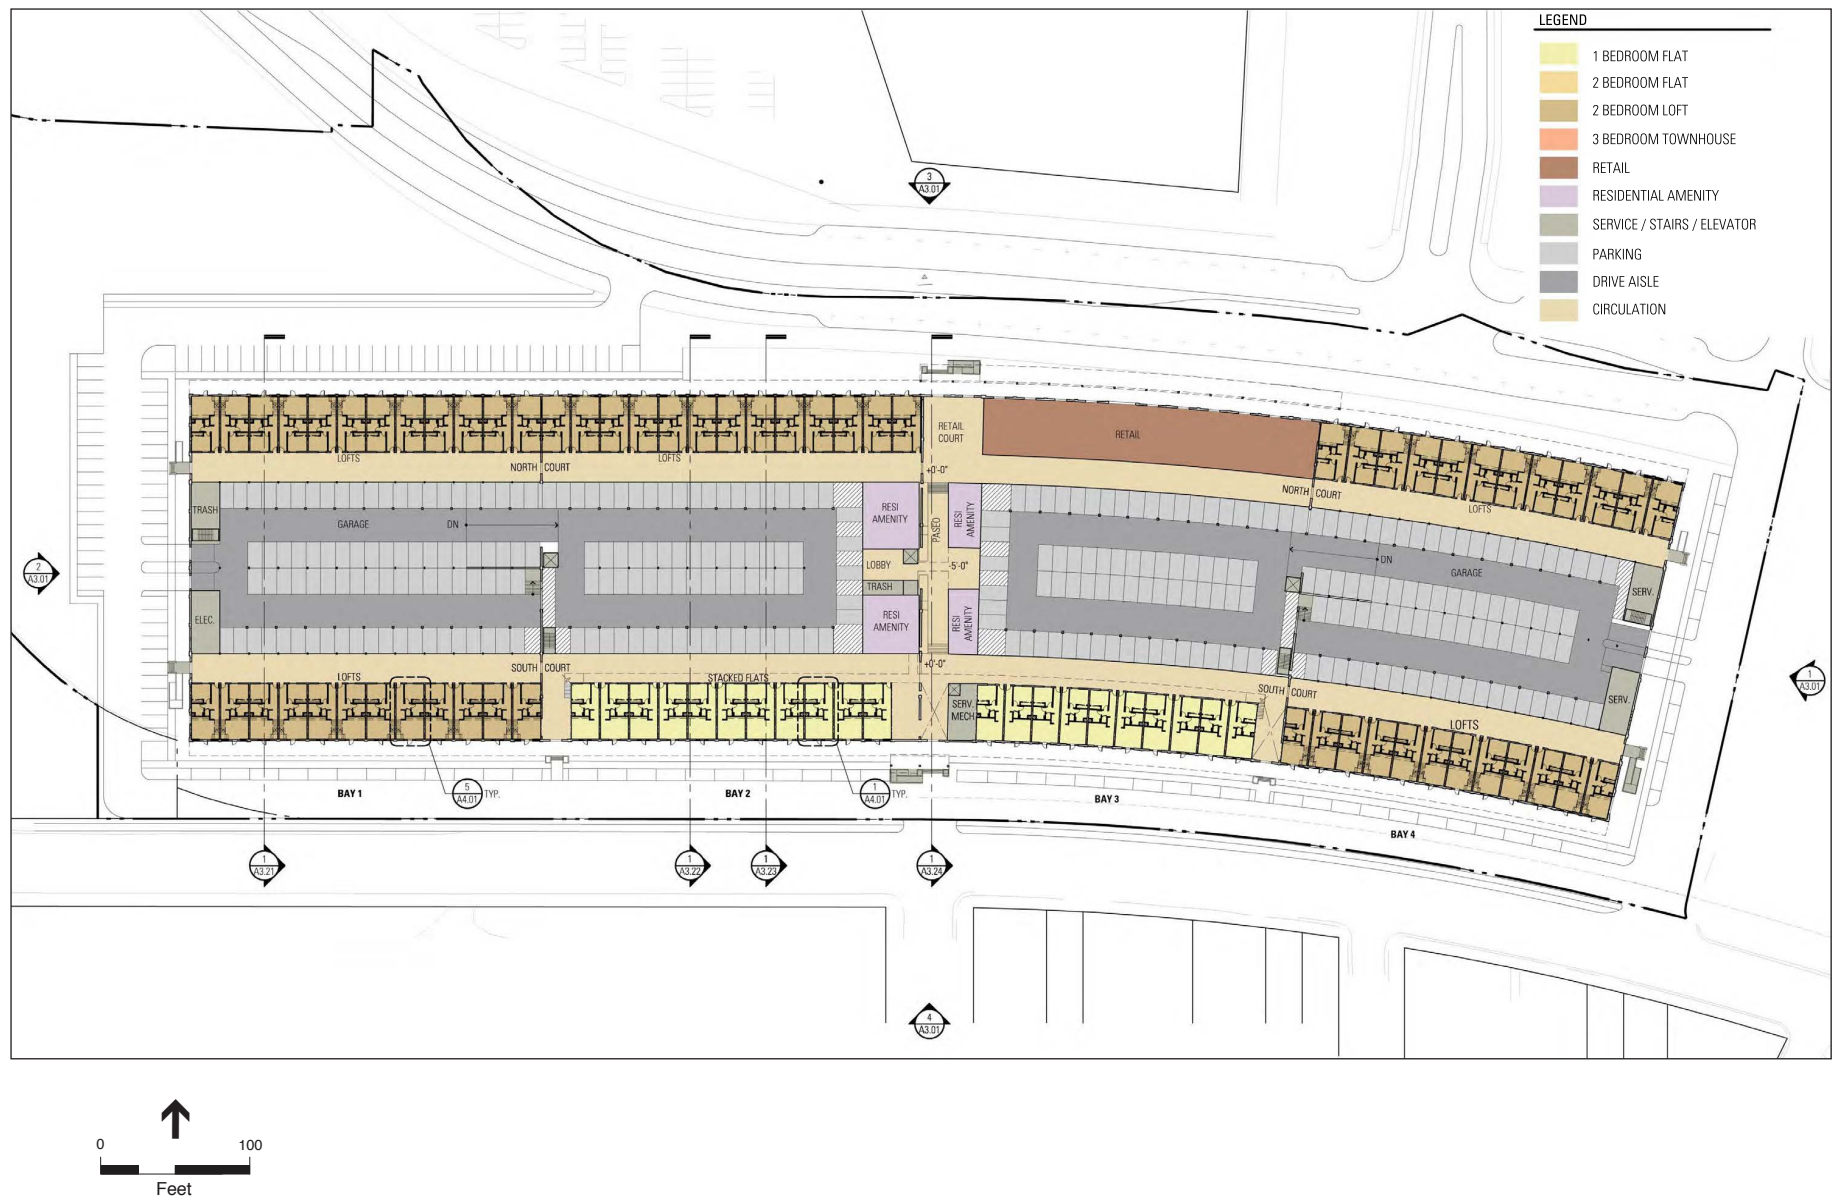 LEGEND
1 BEDROOM FLAT
2 BEDROOM FLAT
2 BEDROOM LOFT
3 BEDROOM TOWNHOUSE
RETAIL
RESIDENTIAL AMENITY
SERVICE / STAIRS / ELEVATOR
PARKING
DRIVE AISLE
CIRCULATION
3
A3.01
RETAIL
COURT
RETAIL
LOFTS
LOFTS
NORTH COURT
+0'-0"
NORTH COURT
LOFTS
TRASH
GARAGE
DN
RESI
AMENITY
PASEO
RESI
AMENITY
2
A3.01
LOBBY
-5'-0"
DN
GARAGE
TRASH
SERV.
ELEC.
RESI
AMENITY
RESI
AMENITY
SOUTH COURT
+0'-0"
LOFTS
STACKED FLATS
SOUTH COURT
SERV.
1
A3.01
SERV.
MECH
LOFTS
BAY 1
5
A4.01
TYP.
BAY 2
1
A4.01
TYP.
BAY 3
BAY 4
1
A3.21
1
A3.22
1
A3.23
1
A3.24
4
A3.01
0 100
Feet